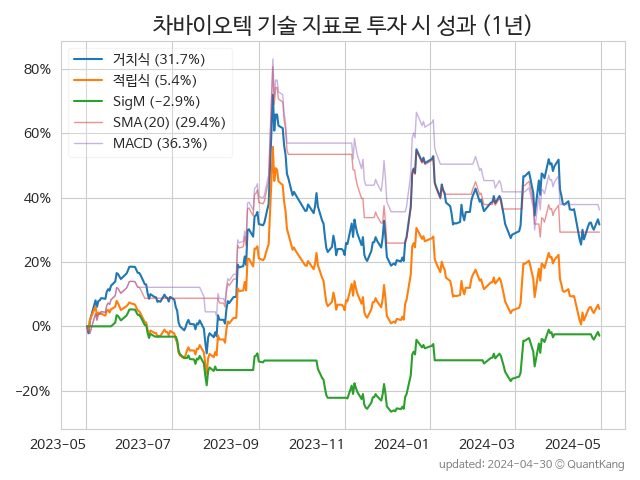 차바이오텍 기술 지표로 투자 시 성과 (1년)
거치식 (31.7%)
적립식 (5.4%)
SigM (−2.9%)
SMA(20) (29.4%)
MACD (36.3%)
80%
60%
40%
20%
0%
−20%
2023-05 2023-07 2023-09 2023-11 2024-01 2024-03 2024-05
updated: 2024-04-30 © QuantKang